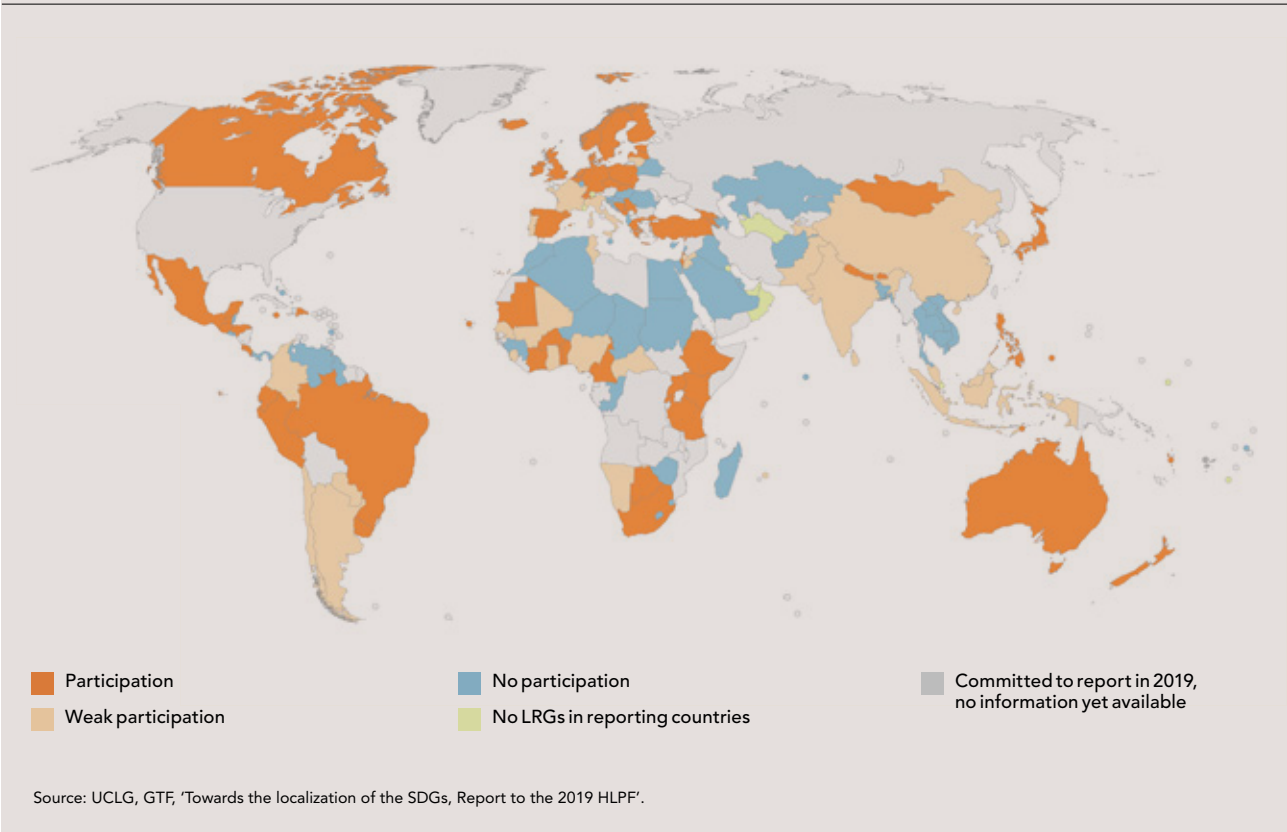 Participation
Weak participation
No participation
No LRGs in reporting countries
Committed to report in 2019,
no information yet available
Source: UCLG, GTF, ‘Towards the localization of the SDGs, Report to the 2019 HLPF’.